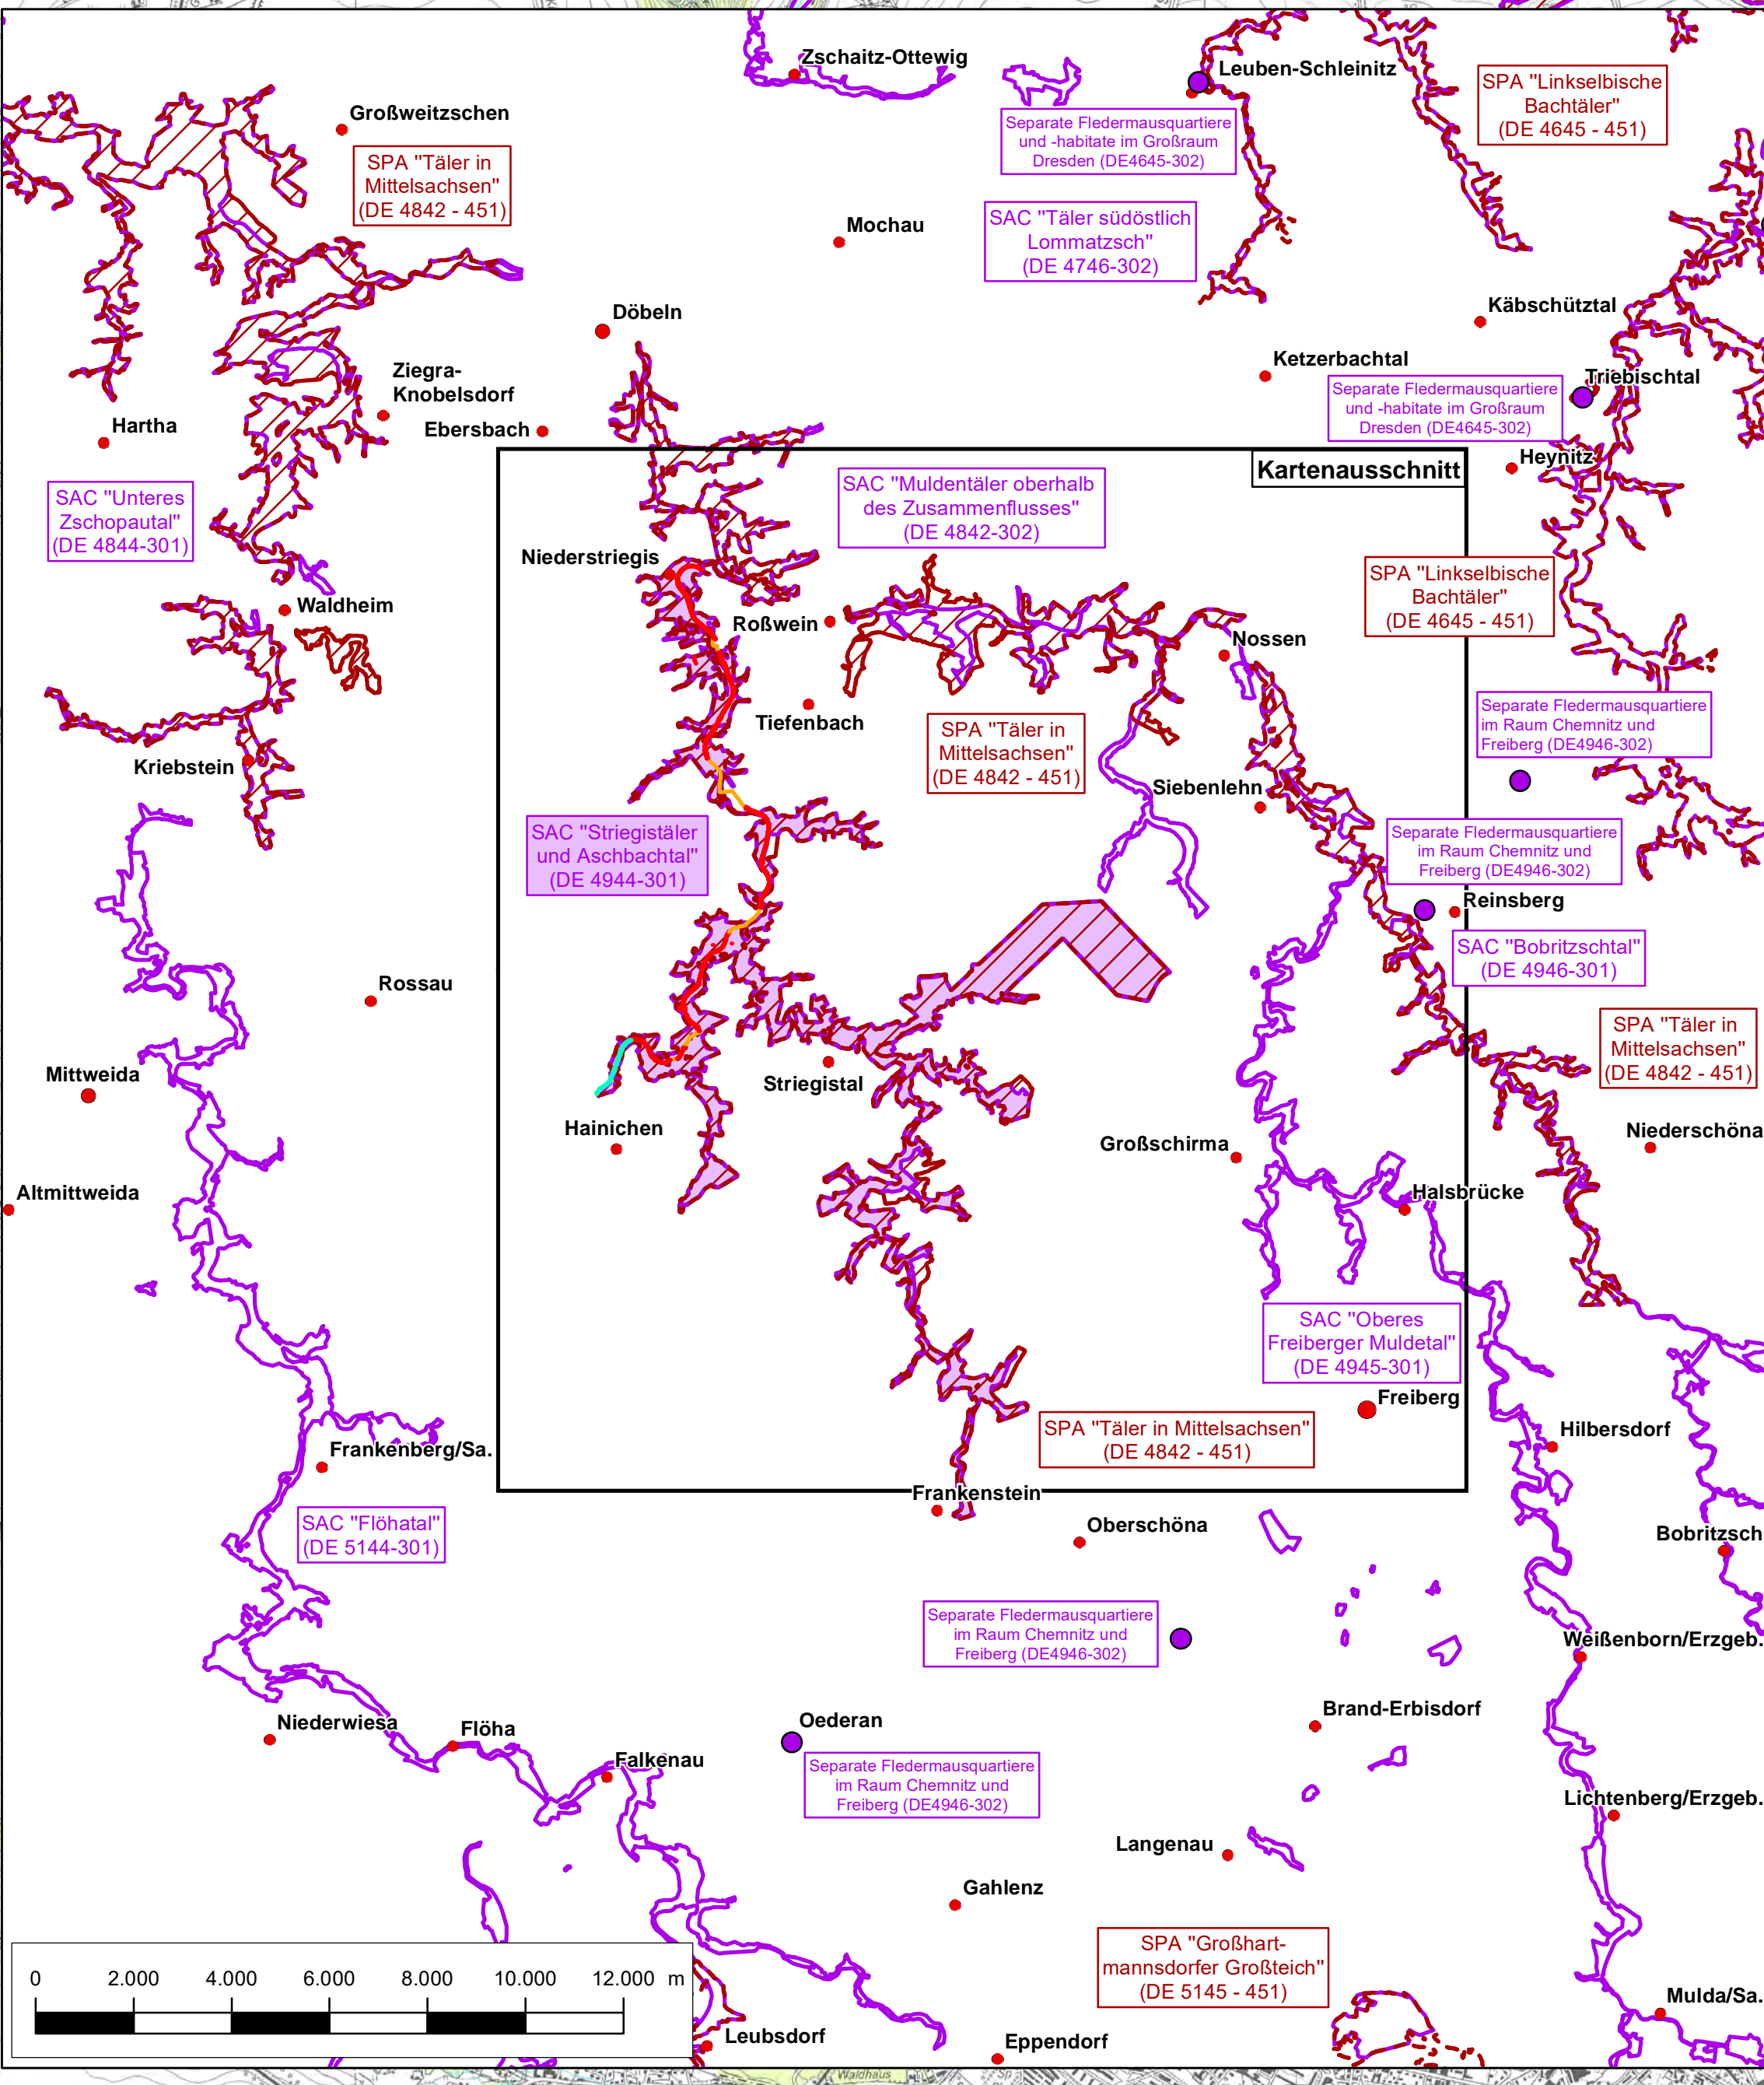 Zschaitz-Ottewig
Leuben-Schleinitz
SPA "Linkselbische
Bachtäler"
(DE 4645 - 451)
Großweitzschen
Separate Fledermausquartiere
und -habitate im Großraum
Dresden (DE4645-302)
SPA "Täler in
Mittelsachsen"
(DE 4842 - 451)
Mochau
SAC "Täler südöstlich
Lommatzsch"
(DE 4746-302)
Döbeln
Käbschütztal
Ketzerbachtal
Ziegra-
Knobelsdorf
Triebischtal
Separate Fledermausquartiere
und -habitate im Großraum
Dresden (DE4645-302)
Hartha
Ebersbach
Heynitz
Kartenausschnitt
SAC "Unteres
Zschopautal"
(DE 4844-301)
SAC "Muldentäler oberhalb
des Zusammenflusses"
(DE 4842-302)
Niederstriegis
SPA "Linkselbische
Bachtäler"
(DE 4645 - 451)
Waldheim
Roßwein
Nossen
Tiefenbach
SPA "Täler in
Mittelsachsen"
(DE 4842 - 451)
Separate Fledermausquartiere
im Raum Chemnitz und
Freiberg (DE4946-302)
Kriebstein
Siebenlehn
SAC "Striegistäler
und Aschbachtal"
(DE 4944-301)
Separate Fledermausquartiere
im Raum Chemnitz und
Freiberg (DE4946-302)
Reinsberg
SAC "Bobritzschtal"
(DE 4946-301)
Rossau
SPA "Täler in
Mittelsachsen"
(DE 4842 - 451)
Mittweida
Striegistal
Hainichen
Großschirma
Niederschöna
Altmittweida
Halsbrücke
SAC "Oberes
Freiberger Muldetal"
(DE 4945-301)
Freiberg
SPA "Täler in Mittelsachsen"
(DE 4842 - 451)
Hilbersdorf
Frankenberg/Sa.
Frankenstein
SAC "Flöhatal"
(DE 5144-301)
Oberschöna
Bobritzsch
Separate Fledermausquartiere
im Raum Chemnitz und
Freiberg (DE4946-302)
Weißenborn/Erzgeb.
Brand-Erbisdorf
Niederwiesa
Flöha
Oederan
Falkenau
Separate Fledermausquartiere
im Raum Chemnitz und
Freiberg (DE4946-302)
Lichtenberg/Erzgeb.
Langenau
Gahlenz
SPA "Großhart-
mannsdorfer Großteich"
(DE 5145 - 451)
0 2.000 4.000 6.000 8.000 10.000 12.000 m
Mulda/Sa.
Leubsdorf
Eppendorf
Waldhaus